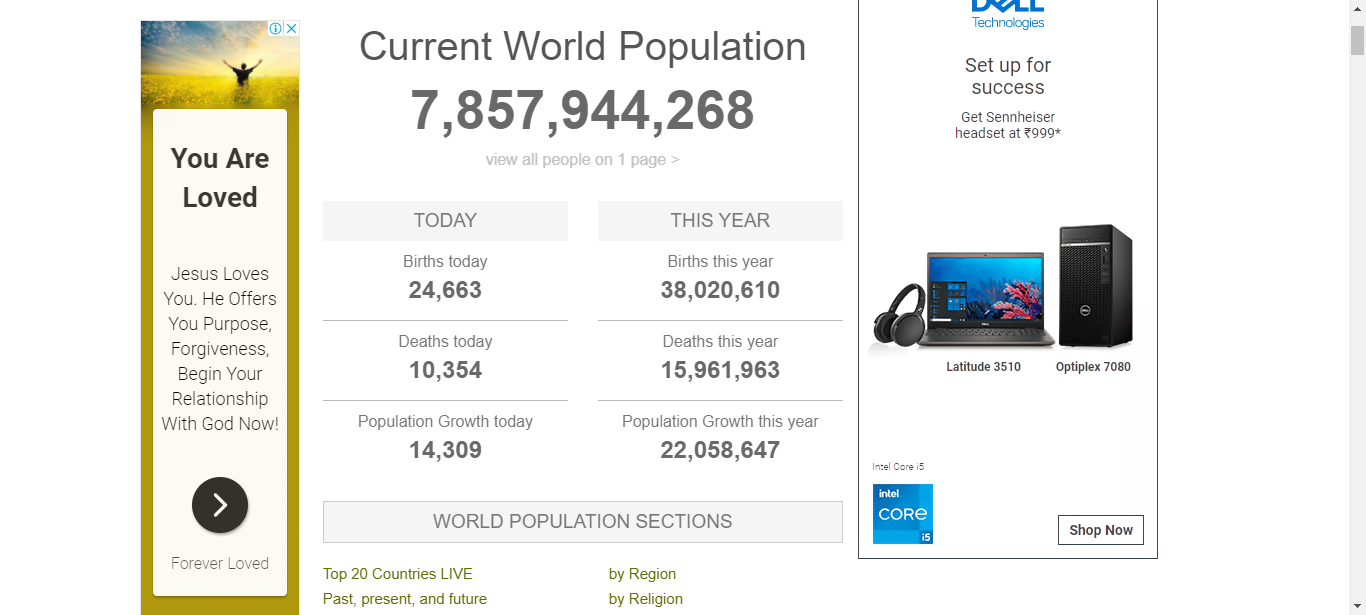 You Are
Loved
Jesus Loves
You. He Offers
You Purpose,
Forgiveness,
Begin Your
Relationship
With God Now!
Forever Loved
Current World Population
7,857,944,268
view all people on 1 page >
TODAY
Births today
24,663
Deaths today
10,354
Population Growth today
14,309
THIS YEAR
Births this year
38,020,610
Deaths this year
15,961,963
Population Growth this year
22,058,647
WORLD POPULATION SECTIONS
Top 20 Countries LIVE
by Region
Past, present, and future
by Religion
DELL
Technologies
Set up for
success
Get Sennheiser
headset at ₹999*
Latitude 3510
Optiplex 7080
Intel Core i5
intel
CORE
i5
Shop Now